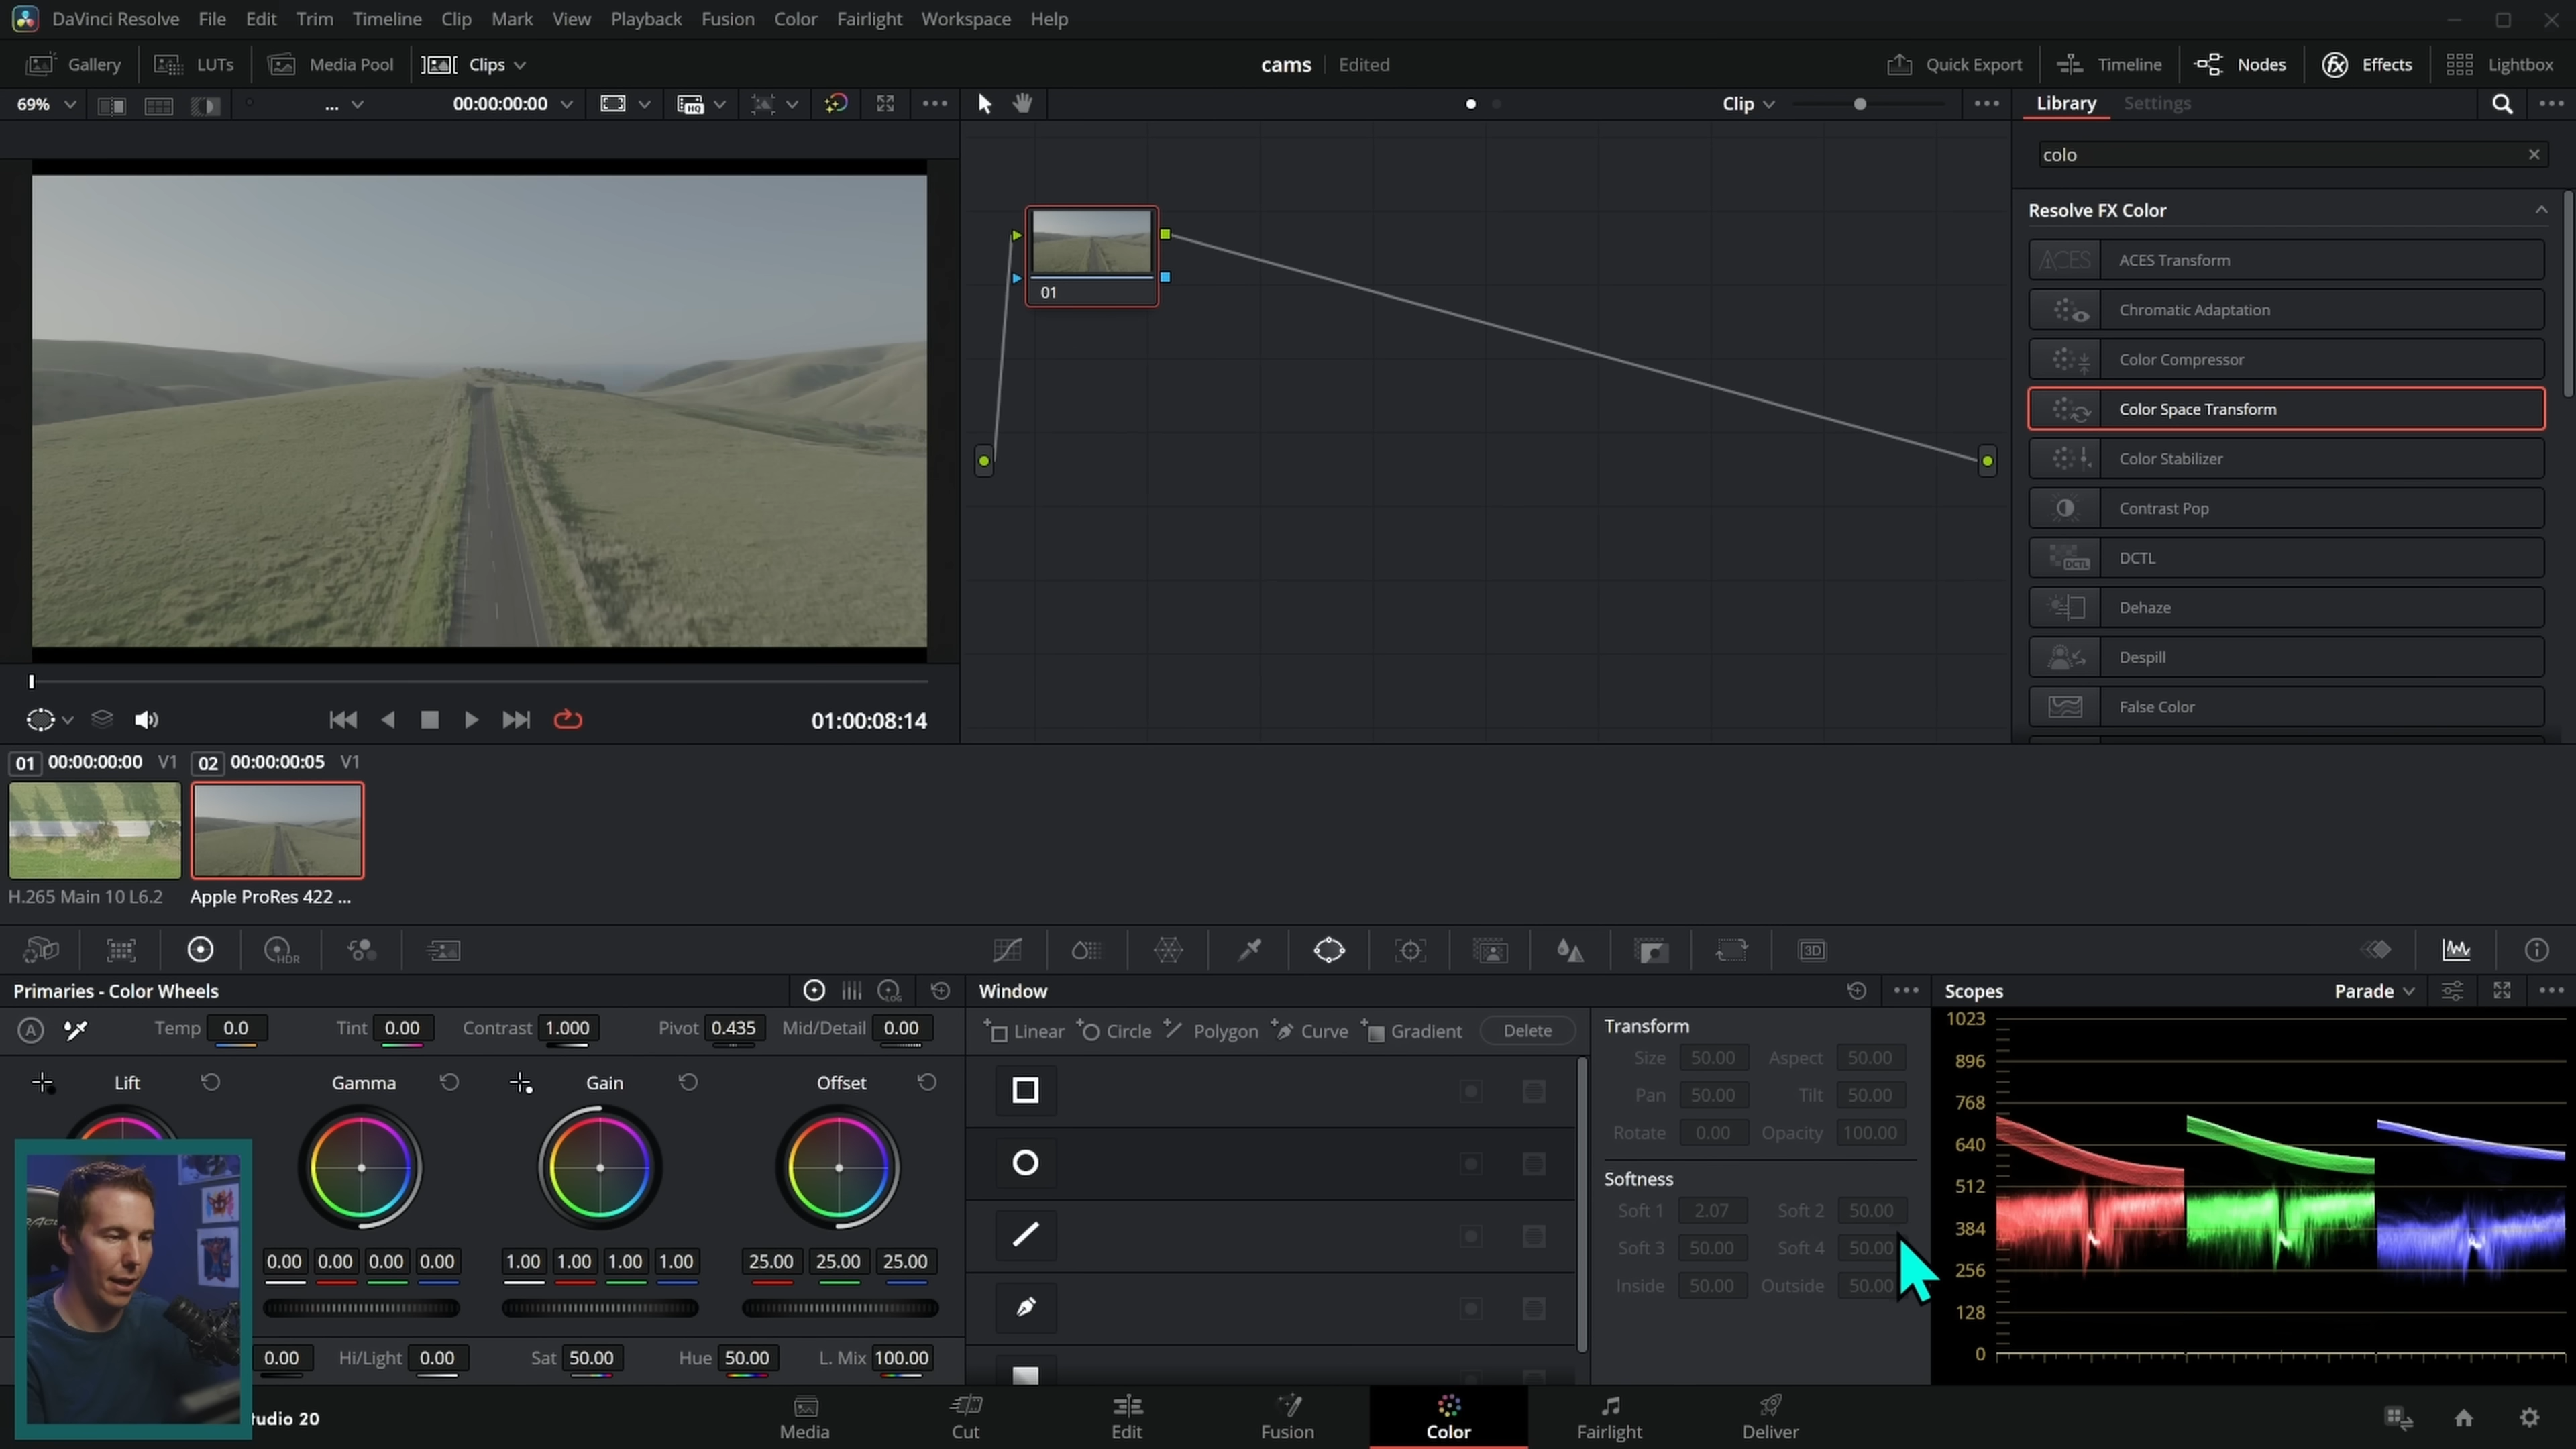 DaVinci Resolve File Edit Trim Timeline Clip Mark View Playback Fusion Color Fairlight Workspace Help
Gallery LUTs Media Pool Clips cams Edited Quick Export Timeline Nodes Effects Lightbox
69% ... 00:00:00:00 HQ Clip Library Settings
colo
Resolve FX Color
ACES ACES Transform
Chromatic Adaptation
Color Compressor
Color Space Transform
Color Stabilizer
Contrast Pop
DCTL DCTL
Dehaze
Despill
False Color
01
01:00:08:14
01 00:00:00:00 V1 02 00:00:00:05 V1
H.265 Main 10 L6.2 Apple ProRes 422 ...
HDR 3D
Primaries - Color Wheels LOG Window Scopes Parade
A Temp 0.0 Tint 0.00 Contrast 1.000 Pivot 0.435 Mid/Detail 0.00
Linear Circle Polygon Curve Gradient Delete
Lift Gamma Gain Offset
0.00 0.00 0.00 0.00 1.00 1.00 1.00 1.00 25.00 25.00 25.00
0.00 Hi/Light 0.00 Sat 50.00 Hue 50.00 L. Mix 100.00
Transform
Size 50.00 Aspect 50.00
Pan 50.00 Tilt 50.00
Rotate 0.00 Opacity 100.00
Softness
Soft 1 2.07 Soft 2 50.00
Soft 3 50.00 Soft 4 50.00
Inside 50.00 Outside 50.00
1023
896
768
640
512
384
256
128
0
tudio 20
Media Cut Edit Fusion Color Fairlight Deliver